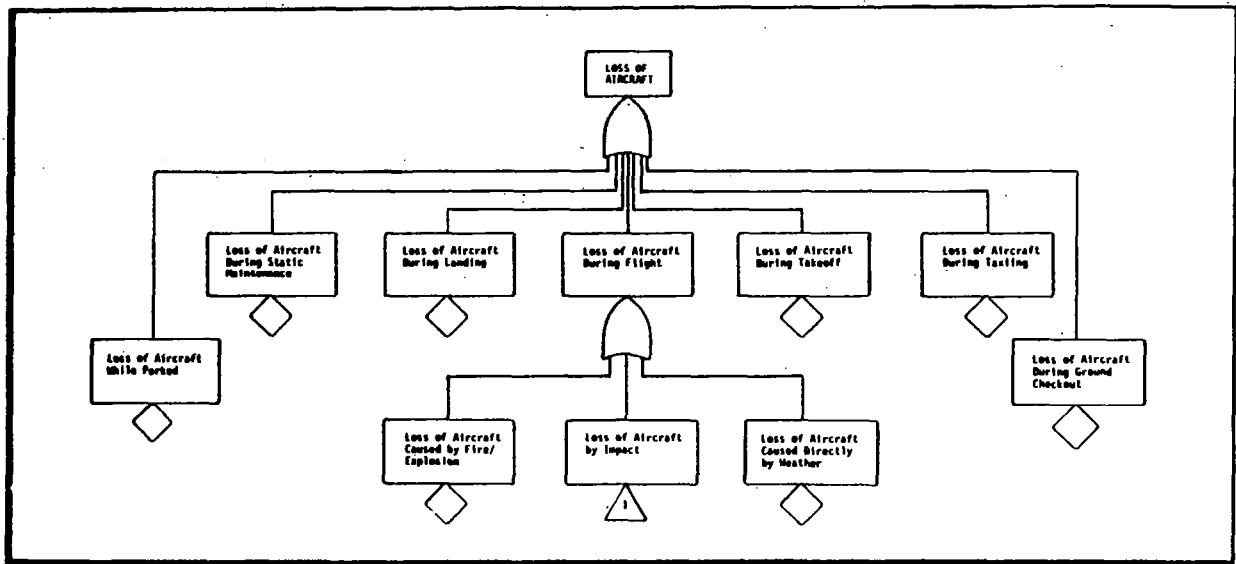 LOSS OF
AIRCRAFT
Loss of Aircraft
During Static
Maintenance
Loss of Aircraft
During Landing
Loss of Aircraft
During Flight
Loss of Aircraft
During Takeoff
Loss of Aircraft
During Taxiing
Loss of Aircraft
While Parked
Loss of Aircraft
During Ground
Checkout
Loss of Aircraft
Caused by Fire/
Explosion
Loss of Aircraft
by Impact
Loss of Aircraft
Caused Directly
by Weather
1